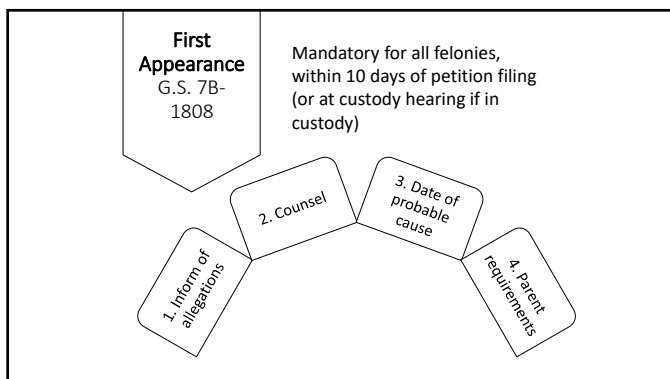 First
Appearance
G.S. 7B-
1808
Mandatory for all felonies,
within 10 days of petition filing
(or at custody hearing if in
custody)
1. Inform of
allegations
2. Counsel
3. Date of
probable
cause
4. Parent
requirements